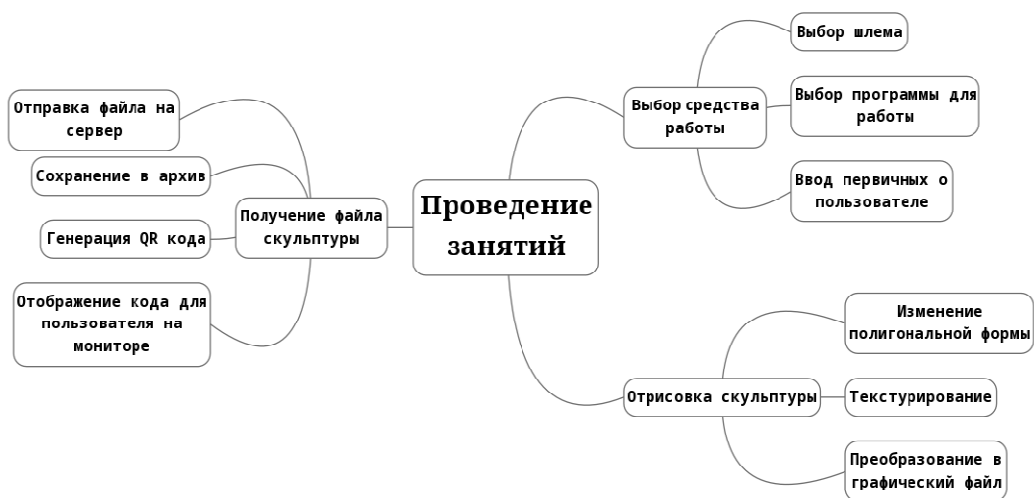 Проведение
занятий
Выбор средства
работы
Выбор шлема
Выбор программы для
работы
Ввод первичных о
пользователе
Отрисовка скульптуры
Изменение
полигональной формы
Текстурирование
Преобразование в
графический файл
Получение файла
скульптуры
Отправка файла на
сервер
Сохранение в архив
Генерация QR кода
Отображение кода для
пользователя на
мониторе